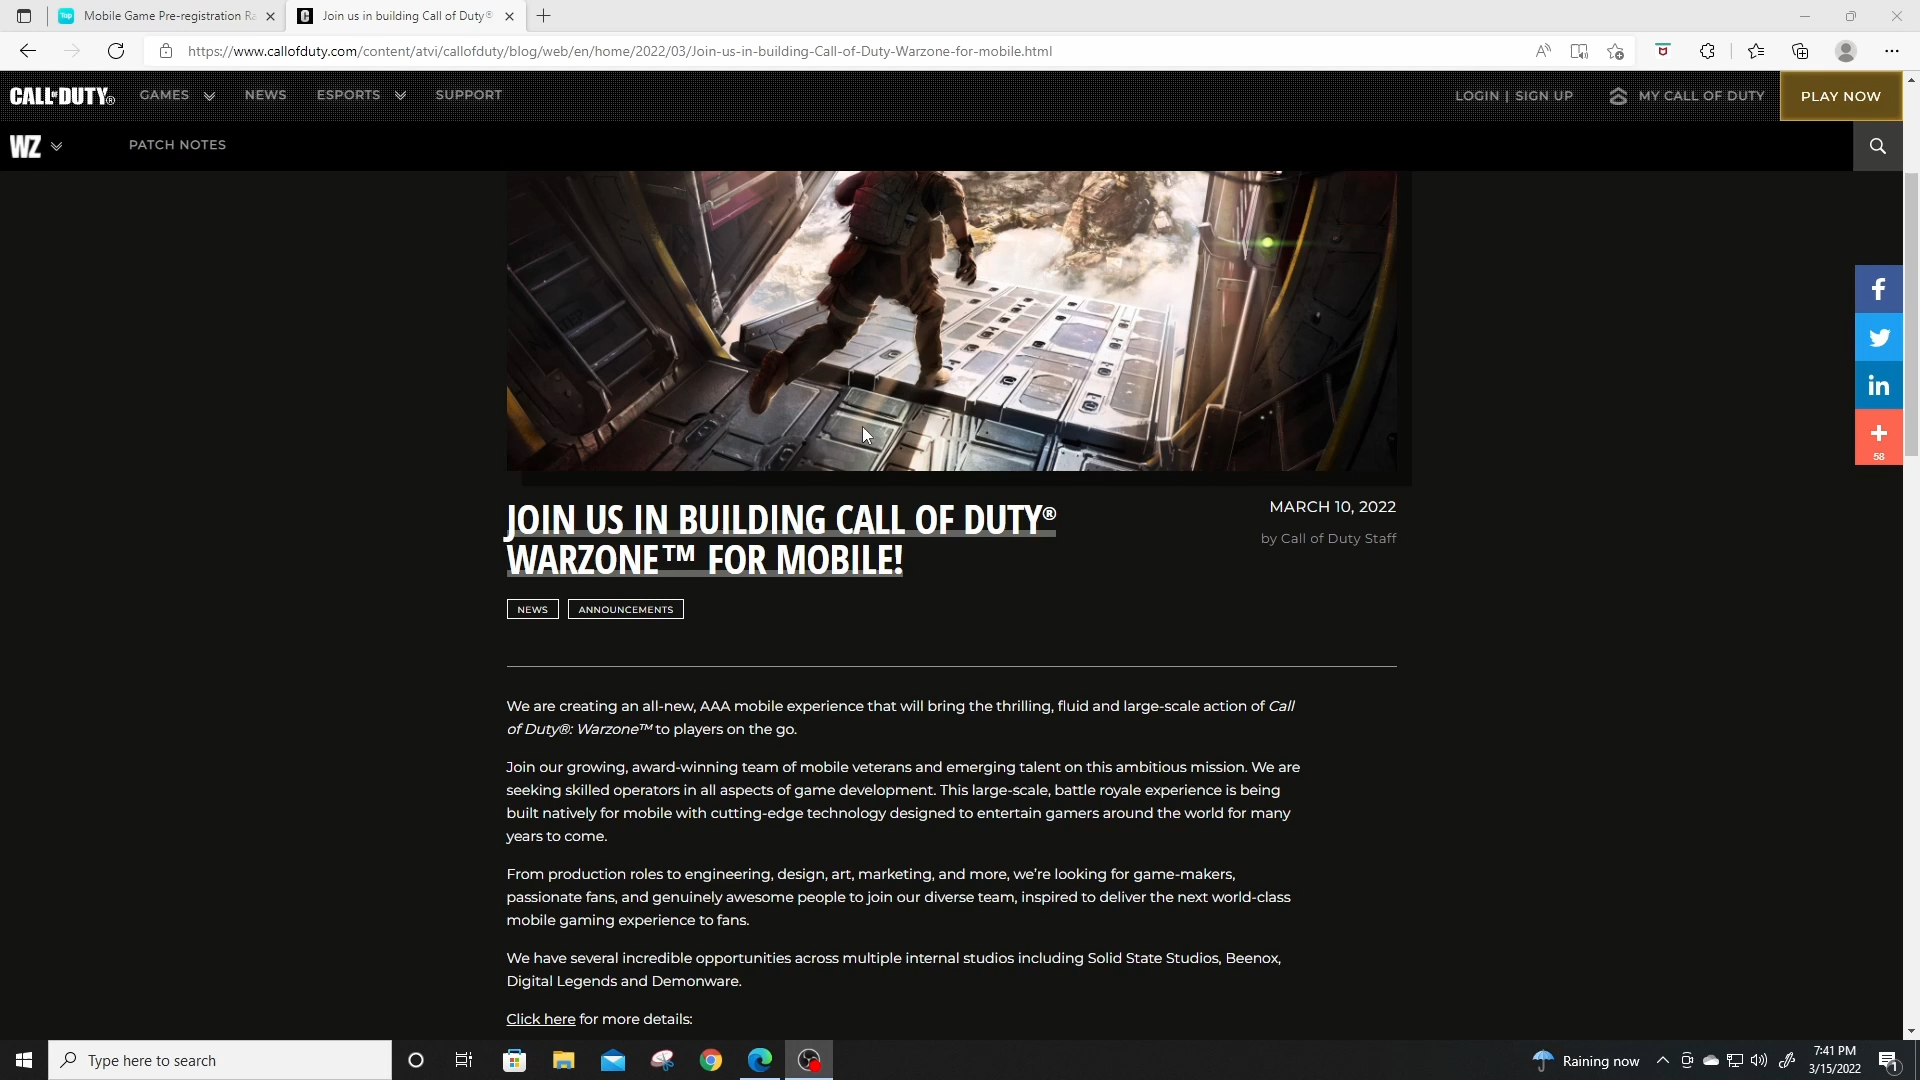 Mobile Game Pre-registration Ra
Join us in building Call of Duty®
https://www.callofduty.com/content/atvi/callofduty/blog/web/en/home/2022/03/Join-us-in-building-Call-of-Duty-Warzone-for-mobile.html
CALL OF DUTY® GAMES NEWS ESPORTS SUPPORT LOGIN | SIGN UP MY CALL OF DUTY PLAY NOW
WZ PATCH NOTES
58
JOIN US IN BUILDING CALL OF DUTY®
WARZONE™ FOR MOBILE!
MARCH 10, 2022
by Call of Duty Staff
NEWS ANNOUNCEMENTS
We are creating an all-new, AAA mobile experience that will bring the thrilling, fluid and large-scale action of Call
of Duty®: Warzone™ to players on the go.
Join our growing, award-winning team of mobile veterans and emerging talent on this ambitious mission. We are
seeking skilled operators in all aspects of game development. This large-scale, battle royale experience is being
built natively for mobile with cutting-edge technology designed to entertain gamers around the world for many
years to come.
From production roles to engineering, design, art, marketing, and more, we're looking for game-makers,
passionate fans, and genuinely awesome people to join our diverse team, inspired to deliver the next world-class
mobile gaming experience to fans.
We have several incredible opportunities across multiple internal studios including Solid State Studios, Beenox,
Digital Legends and Demonware.
Click here for more details:
Type here to search
Raining now
7:41 PM
3/15/2022
1